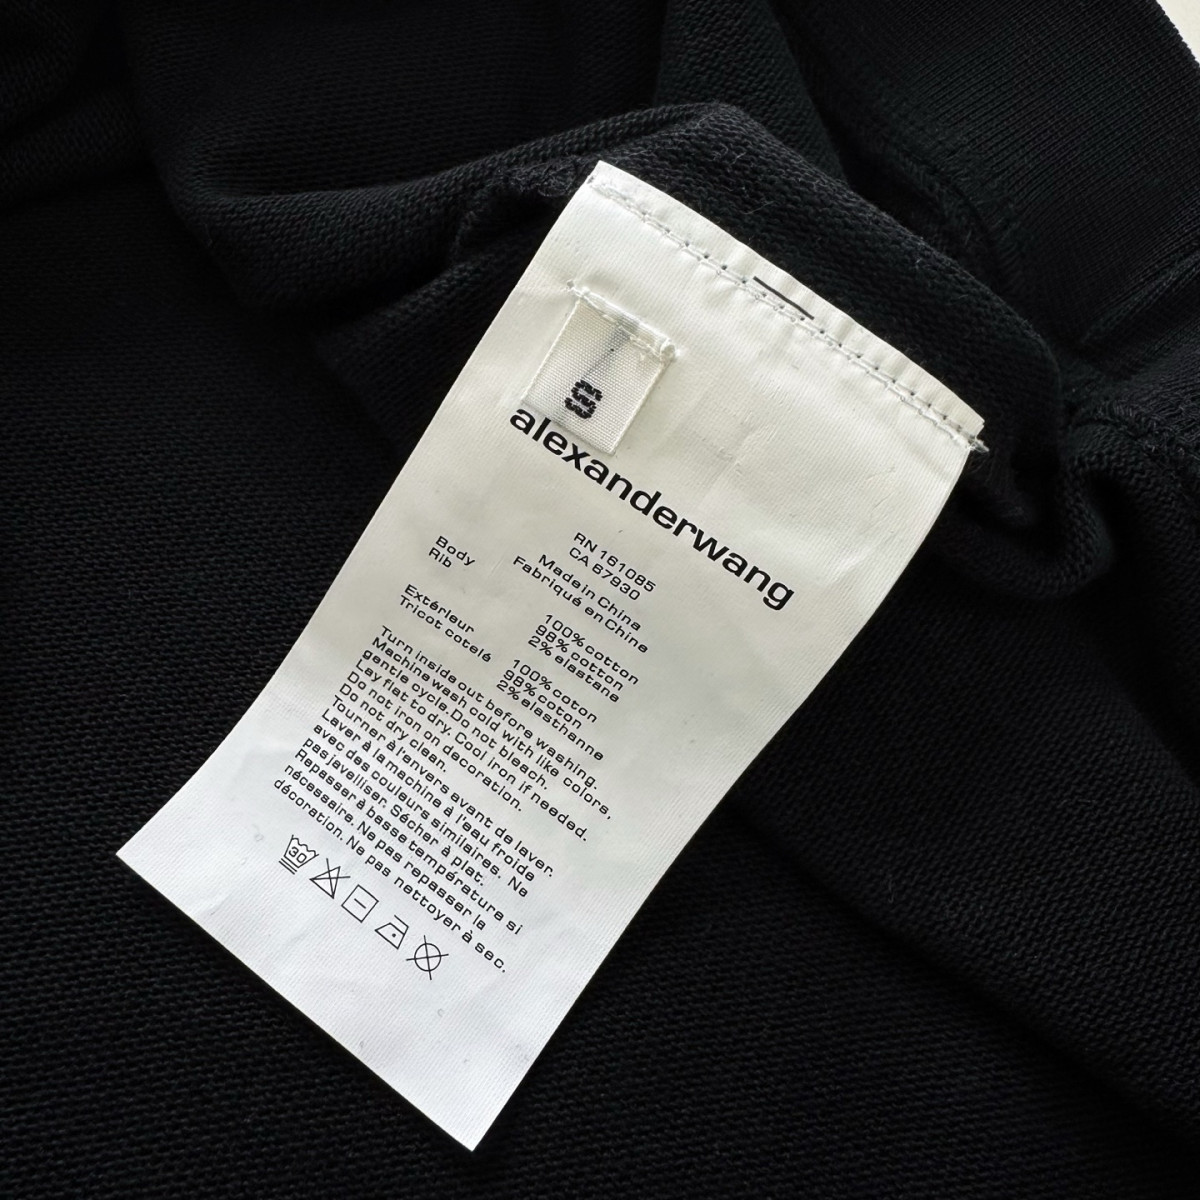 S
alexanderwang
RN 161085
CA 67930
Made in China
Fabriqué en China
Body 100% cotton
Rib 98% cotton
2% elastane
Extérieur 100% coton
Tricot cotelé 98% coton
2% elasthanne
Turn inside out before washing.
Machine wash cold with like colors,
gentle cycle. Do not bleach.
Lay flat to dry. Cool iron if needed.
Do not iron on decoration.
Do not dry clean.
Tourner à l'envers avant de laver.
Laver à la machine à l'eau froide
avec des couleurs similaires. Ne
pas javelliser. Sécher à plat.
Repasser à basse température si
nécessaire. Ne pas repasser la
décoration. Ne pas nettoyer à sec.
30